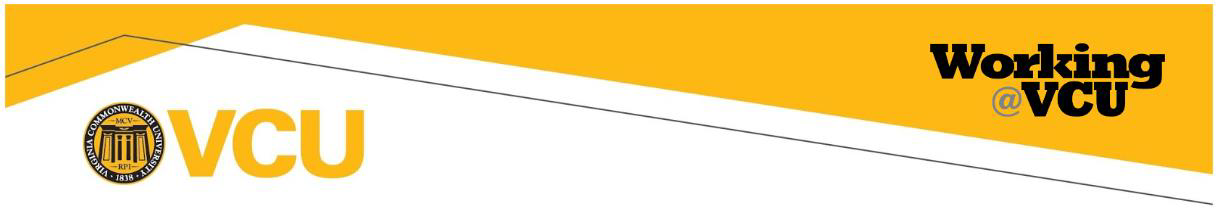 Working
@VCU
VIRGINIA COMMONWEALTH UNIVERSITY
MCV
RPI
1838
VCU